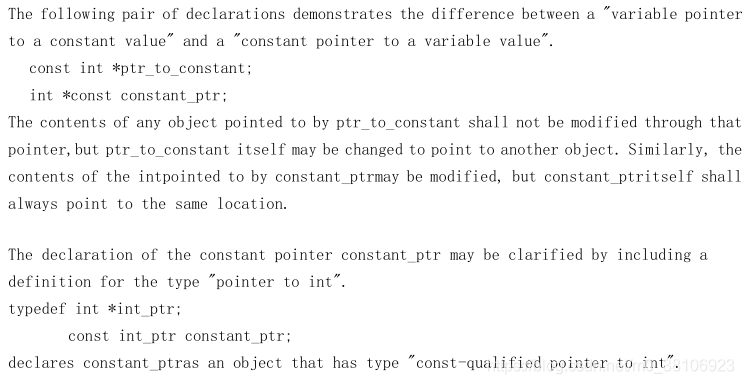 The following pair of declarations demonstrates the difference between a "variable pointer
to a constant value" and a "constant pointer to a variable value".
const int *ptr_to_constant;
int *const constant_ptr;
The contents of any object pointed to by ptr_to_constant shall not be modified through that
pointer,but ptr_to_constant itself may be changed to point to another object. Similarly, the
contents of the intpointed to by constant_ptrmay be modified, but constant_ptritself shall
always point to the same location.
The declaration of the constant pointer constant_ptr may be clarified by including a
definition for the type "pointer to int".
typedef int *int_ptr;
const int_ptr constant_ptr;
declares constant_ptras an object that has type "const-qualified pointer to int".